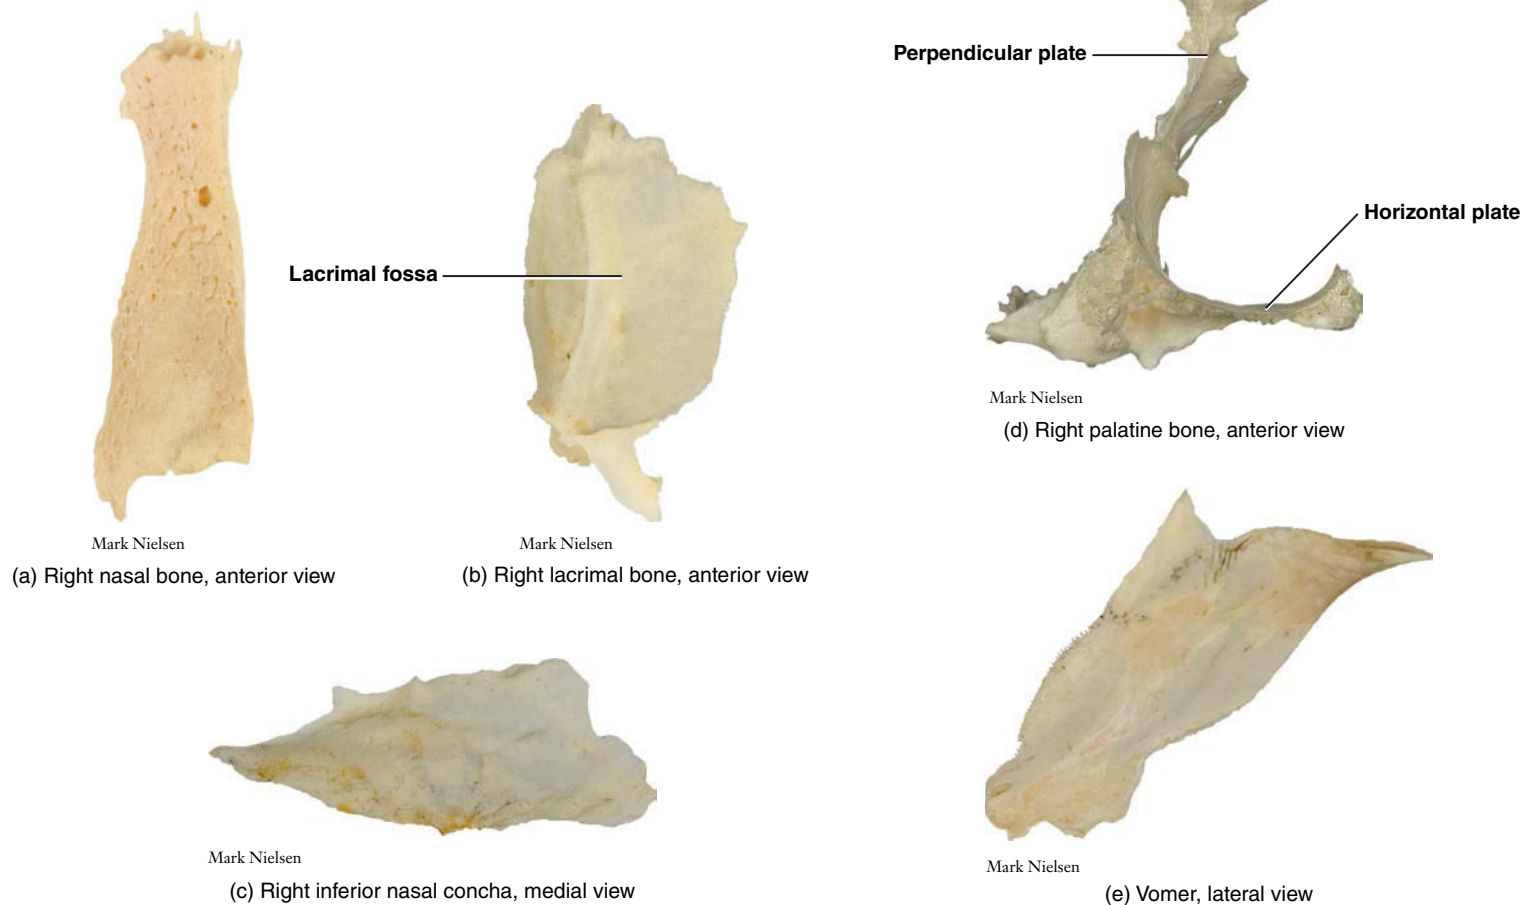 Perpendicular plate
Horizontal plate
Lacrimal fossa
Mark Nielsen
(d) Right palatine bone, anterior view
Mark Nielsen
(a) Right nasal bone, anterior view
Mark Nielsen
(b) Right lacrimal bone, anterior view
Mark Nielsen
(c) Right inferior nasal concha, medial view
Mark Nielsen
(e) Vomer, lateral view